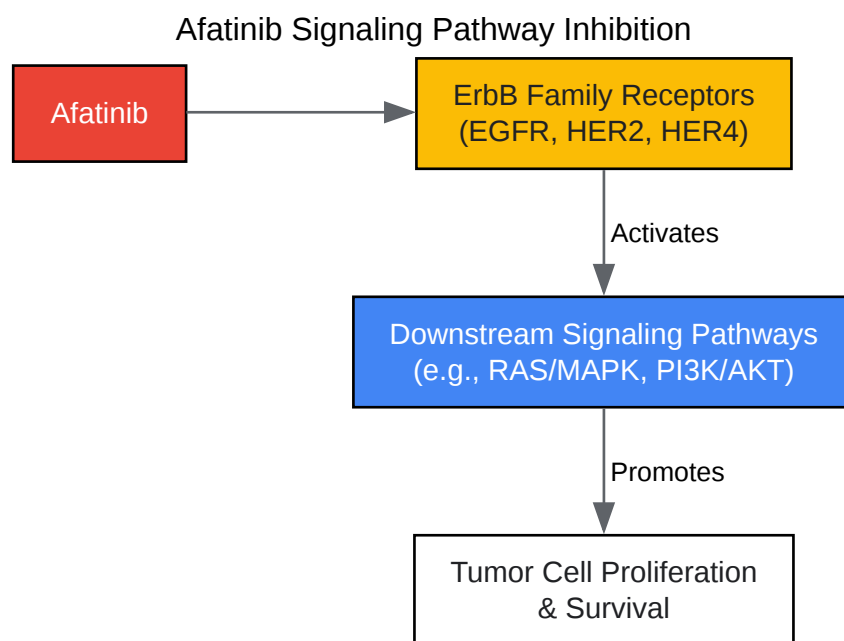 Afatinib Signaling Pathway Inhibition
Afatinib
ErbB Family Receptors
(EGFR, HER2, HER4)
Activates
Downstream Signaling Pathways
(e.g., RAS/MAPK, PI3K/AKT)
Promotes
Tumor Cell Proliferation
& Survival